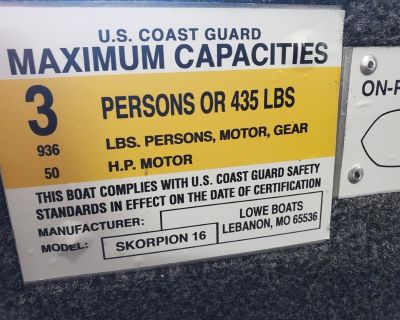 U.S. COAST GUARD
MAXIMUM CAPACITIES
3 PERSONS OR 435 LBS
936 LBS. PERSONS, MOTOR, GEAR
50 H.P. MOTOR
THIS BOAT COMPLIES WITH U.S. COAST GUARD SAFETY
STANDARDS IN EFFECT ON THE DATE OF CERTIFICATION
MANUFACTURER: LOWE BOATS
LEBANON, MO 65536
MODEL: SKORPION 16